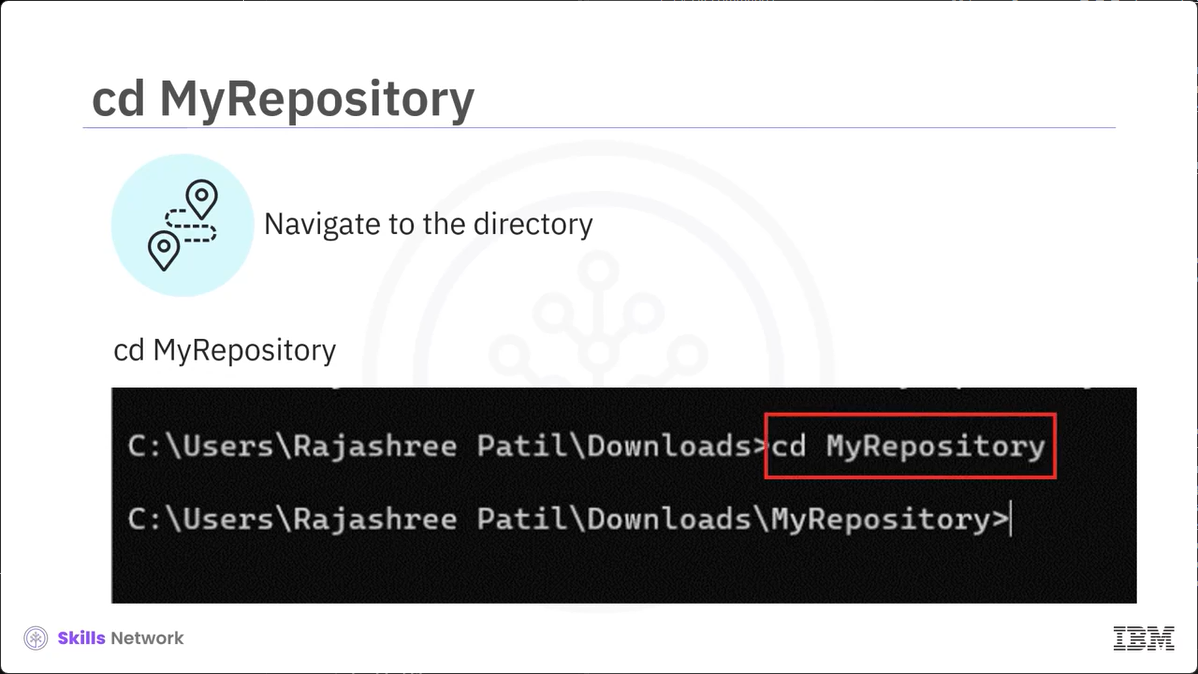 cd MyRepository
Navigate to the directory
cd MyRepository
C:\Users\Rajashree Patil\Downloads>cd MyRepository
C:\Users\Rajashree Patil\Downloads\MyRepository>
Skills Network
IBM